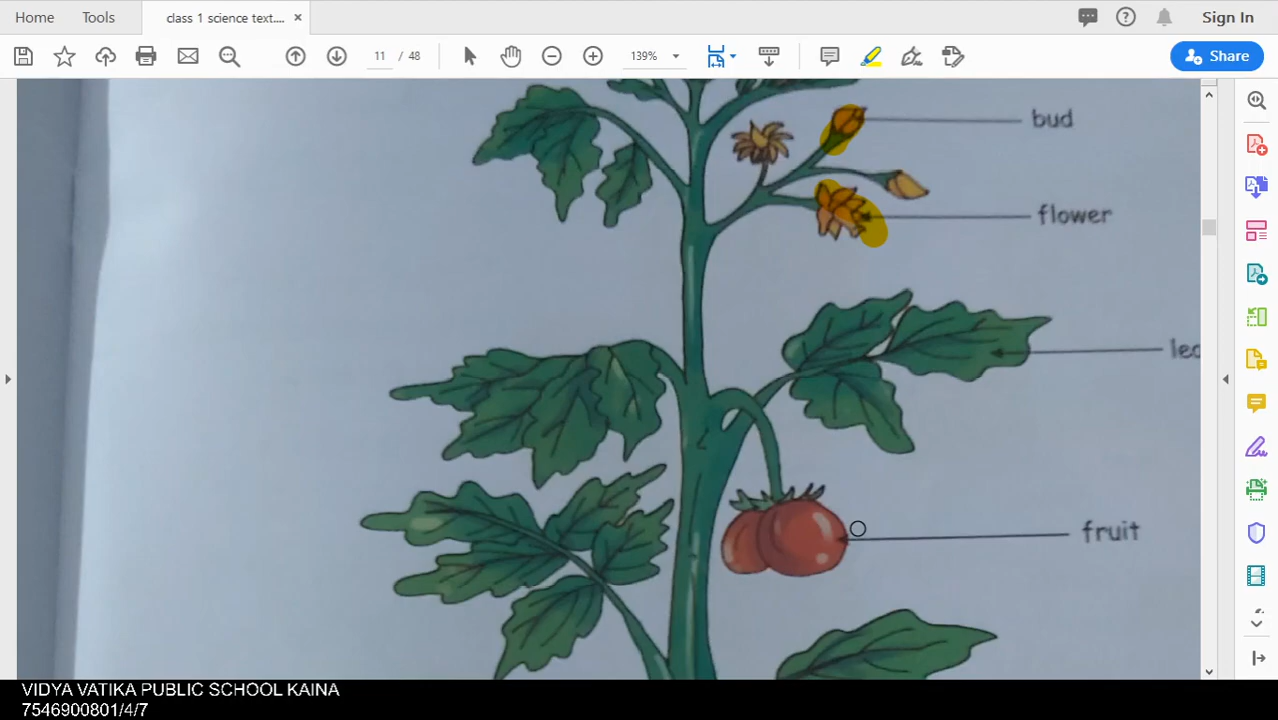 Home
Tools
class 1 science text....
Sign In
11 / 48
139%
Share
bud
flower
fruit
VIDYA VATIKA PUBLIC SCHOOL KAINA
7546900801/4/7